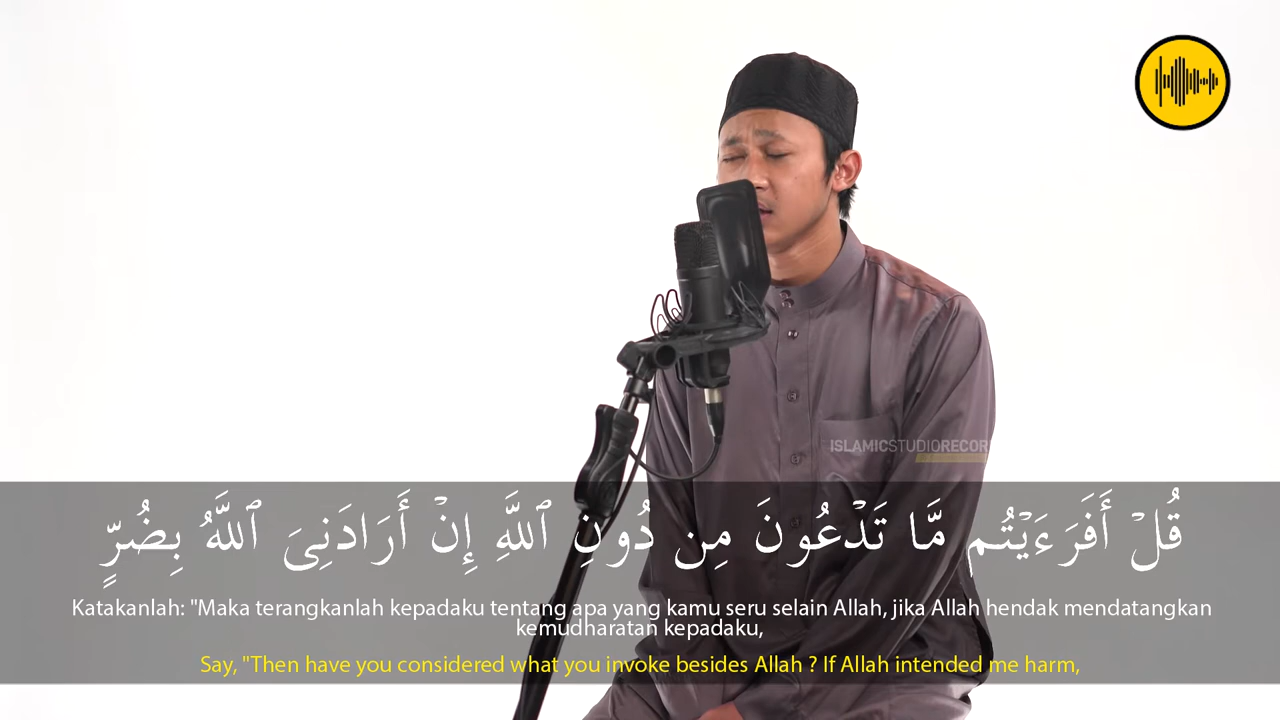 ISLAMICSTUDIORECOR
قُلْ أَفَرَءَيْتُم مَّا تَدْعُونَ مِن دُونِ ٱللَّهِ إِنْ أَرَادَنِىَ ٱللَّهُ بِضُرٍّ
Katakanlah: "Maka terangkanlah kepadaku tentang apa yang kamu seru selain Allah, jika Allah hendak mendatangkan
kemudharatan kepadaku,
Say, "Then have you considered what you invoke besides Allah ? If Allah intended me harm,